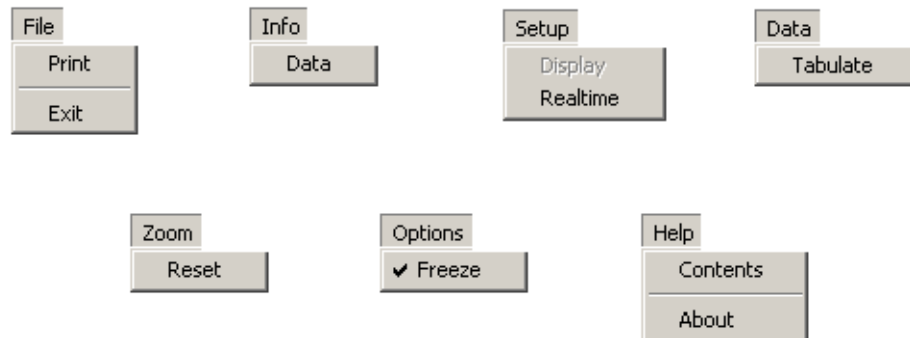 File
Print
Exit
Info
Data
Setup
Display
Realtime
Data
Tabulate
Zoom
Reset
Options
Freeze
Help
Contents
About